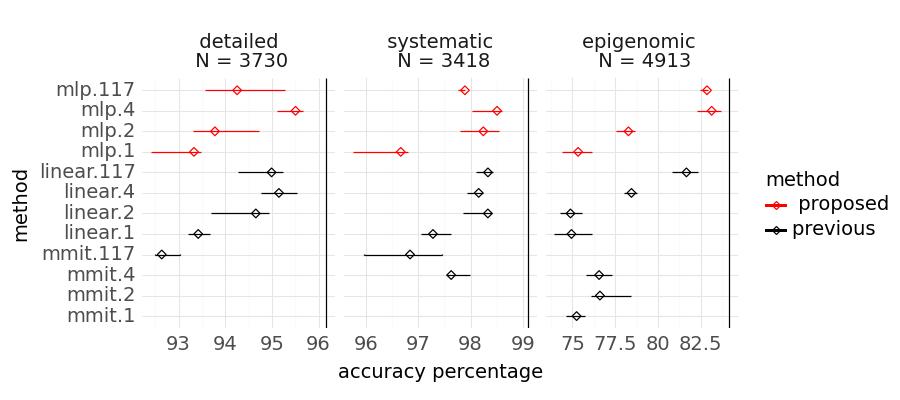 detailed
N = 3730
systematic
N = 3418
epigenomic
N = 4913
method
mlp.117
mlp.4
mlp.2
mlp.1
linear.117
linear.4
linear.2
linear.1
mmit.117
mmit.4
mmit.2
mmit.1
93 94 95 96
96 97 98 99
75 77.5 80 82.5
accuracy percentage
method
proposed
previous